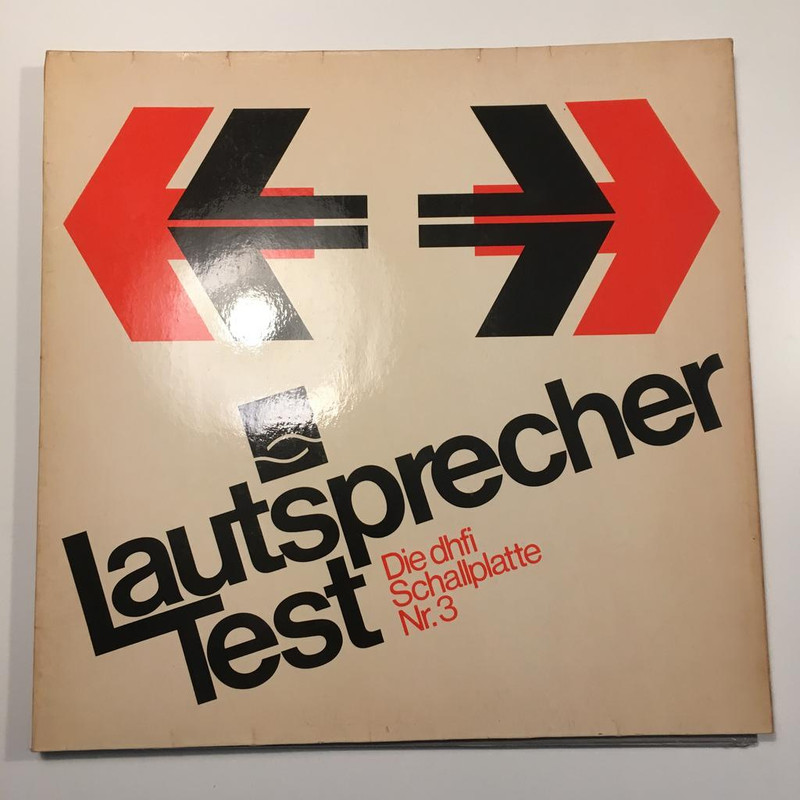 Lautsprecher
Test
Die dhfi
Schallplatte
Nr.3